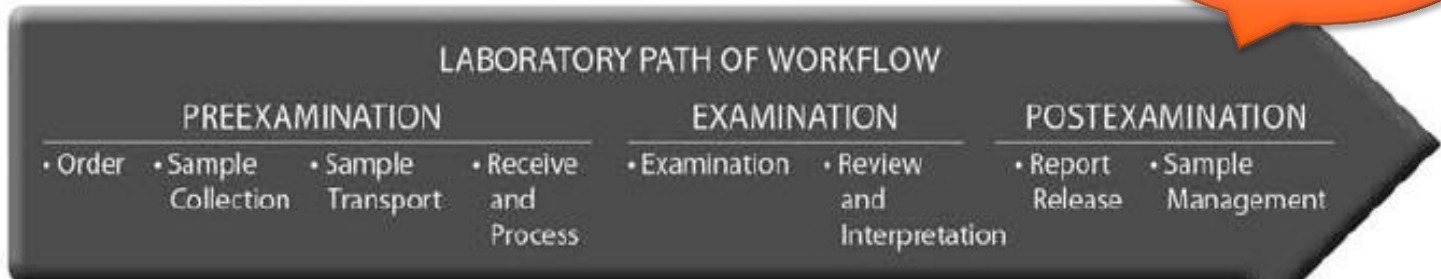 LABORATORY PATH OF WORKFLOW
PREEXAMINATION
• Order
• Sample
Collection
• Sample
Transport
• Receive
and
Process
EXAMINATION
• Examination
• Review
and
Interpretation
POSTEXAMINATION
• Report
Release
• Sample
Management